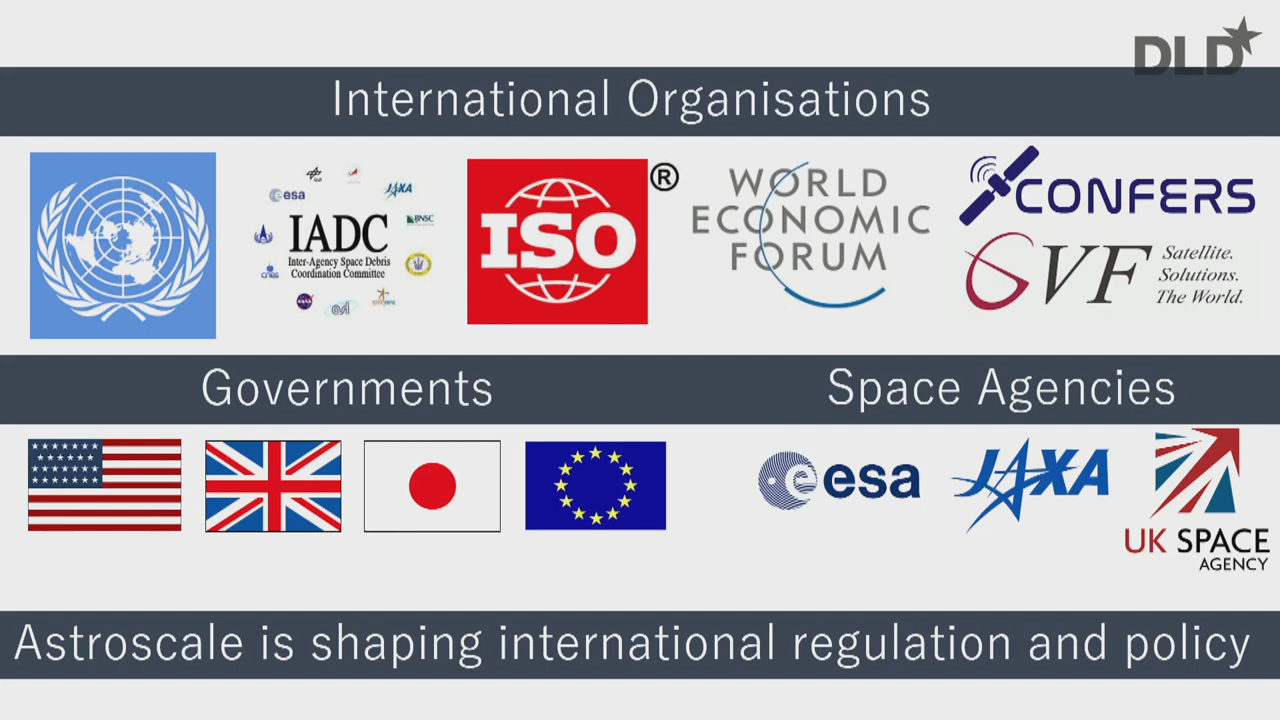 DLD
International Organisations
esa
JAXA
BNSC
IADC
Inter-Agency Space Debris
Coordination Committee
ISO
®
WORLD
ECONOMIC
FORUM
CONFERS
GVF
Satellite.
Solutions.
The World.
Governments
Space Agencies
esa
JAXA
UK SPACE
AGENCY
Astroscale is shaping international regulation and policy